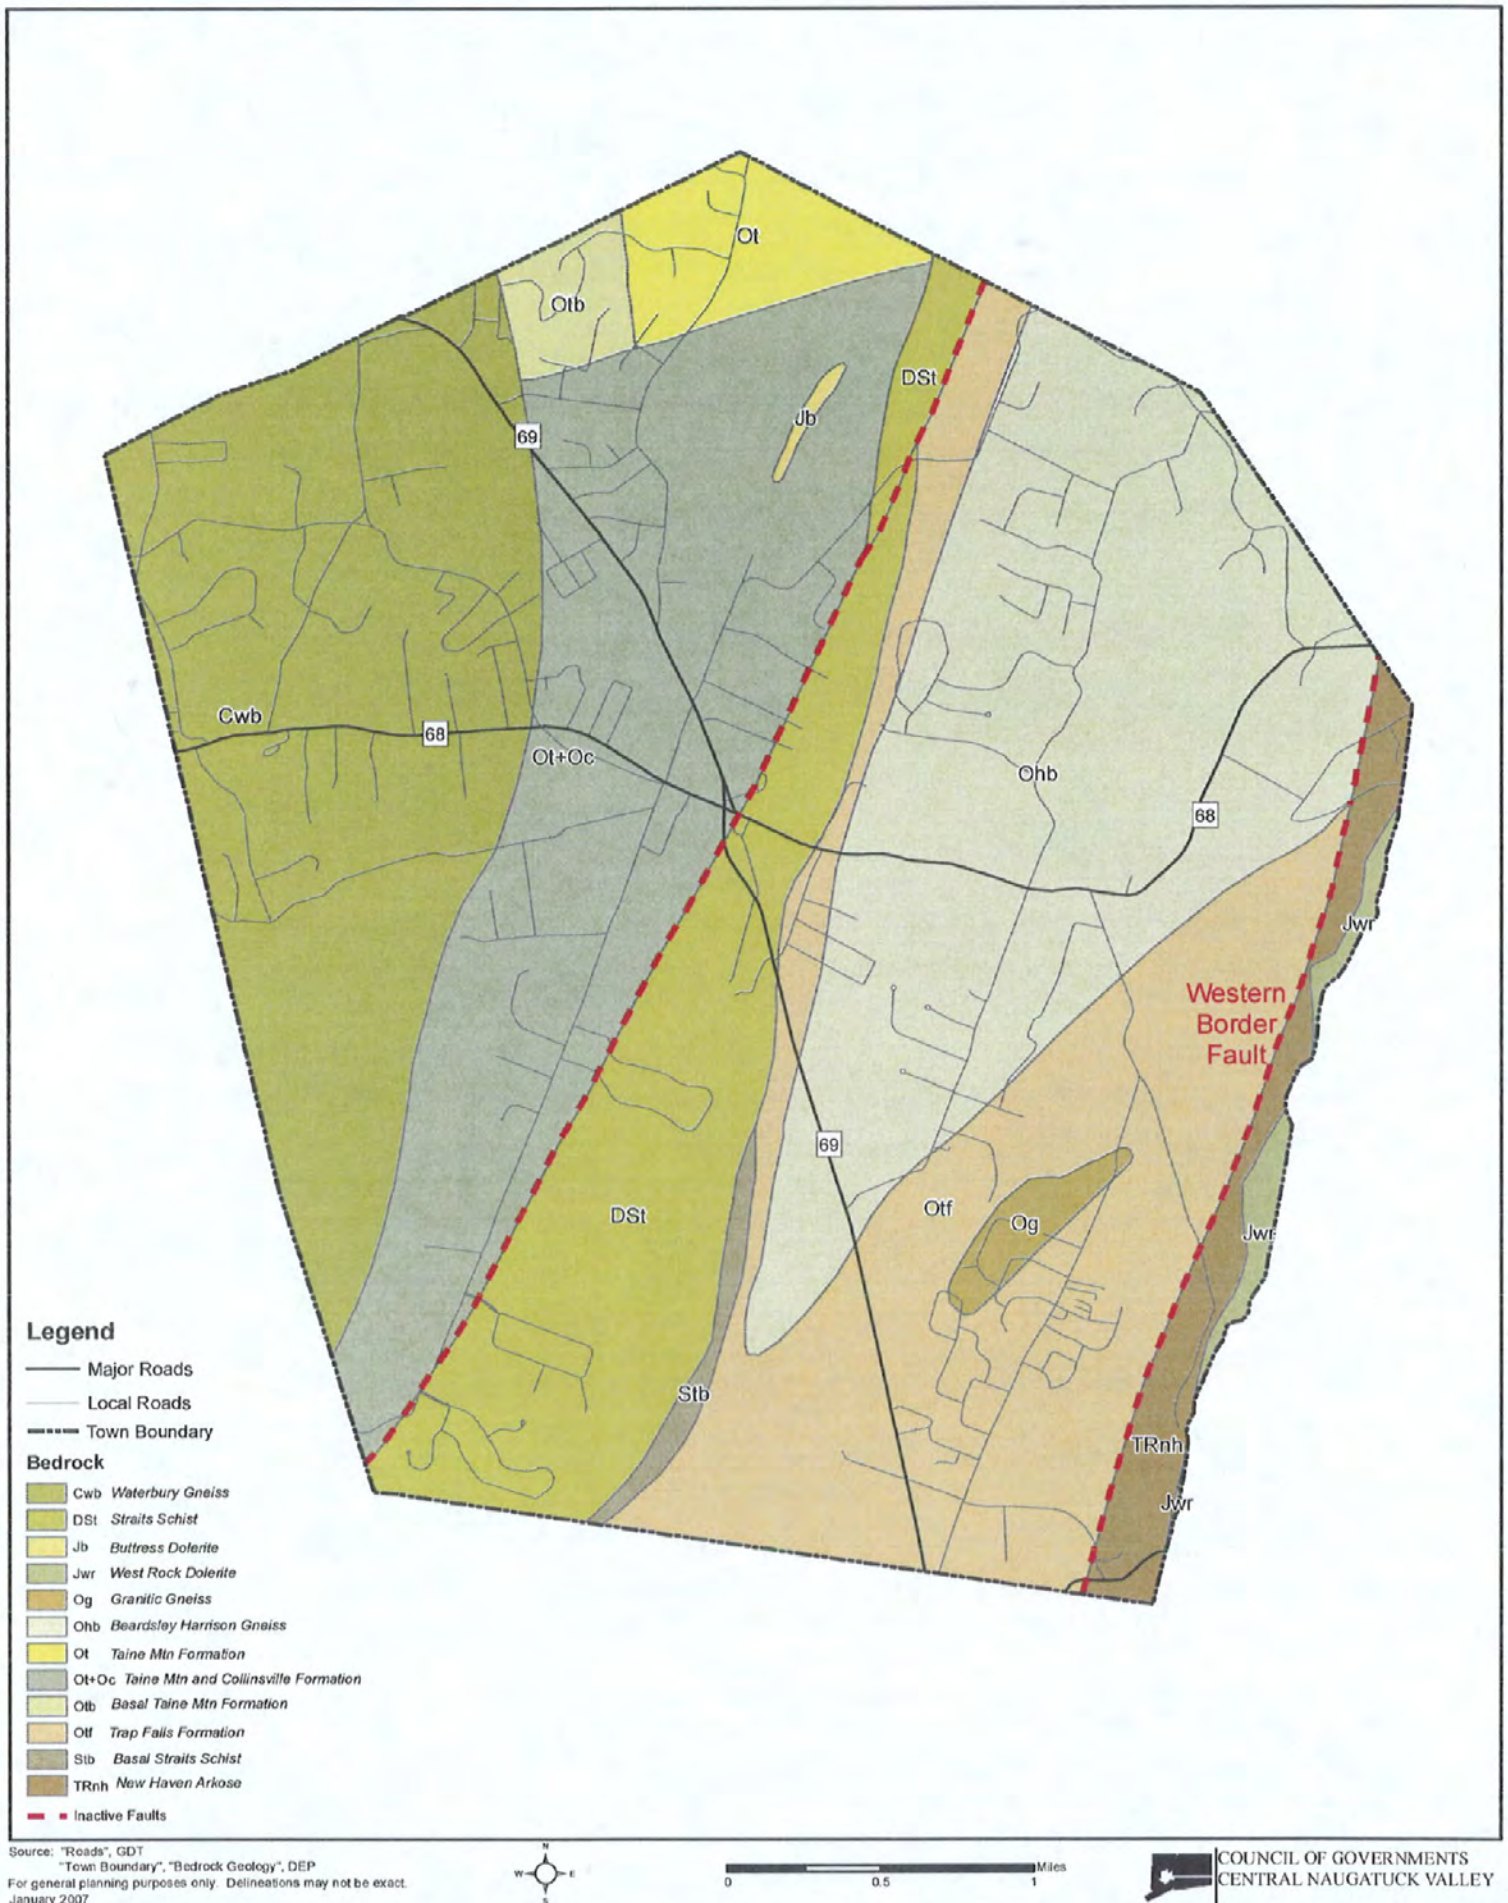 Ot
Otb
DSt
Jb
69
Cwb
68
Ot+Oc
Ohb
68
Jwr
Western
Border
Fault
69
DSt
Otf
Og
Jwr
Stb
TRnh
Jwr
Legend
Major Roads
Local Roads
Town Boundary
Bedrock
Cwb Waterbury Gneiss
DSt Straits Schist
Jb Buttress Dolerite
Jwr West Rock Dolerite
Og Granitic Gneiss
Ohb Beardsley Harrison Gneiss
Ot Taine Mtn Formation
Ot+Oc Taine Mtn and Collinsville Formation
Otb Basal Taine Mtn Formation
Otf Trap Falls Formation
Stb Basal Straits Schist
TRnh New Haven Arkose
Inactive Faults
Source: "Roads", GDT
"Town Boundary", "Bedrock Geology", DEP
For general planning purposes only. Delineations may not be exact.
January 2007
N
W E
S
Miles
0 0.5 1
COUNCIL OF GOVERNMENTS
CENTRAL NAUGATUCK VALLEY